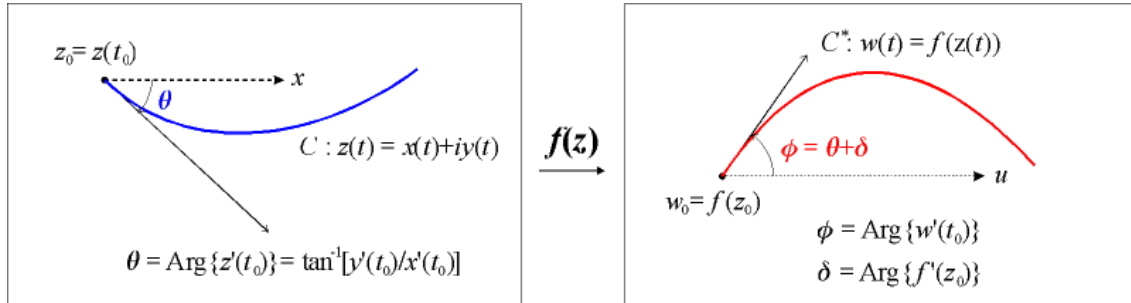 z₀= z(t₀)
x
θ
C : z(t) = x(t)+iy(t)
θ = Arg{z'(t₀)}= tan⁻¹[y'(t₀)/x'(t₀)]
f(z)
C*: w(t) = f(z(t))
ϕ = θ+δ
u
w₀= f(z₀)
ϕ = Arg{w'(t₀)}
δ = Arg{f'(z₀)}